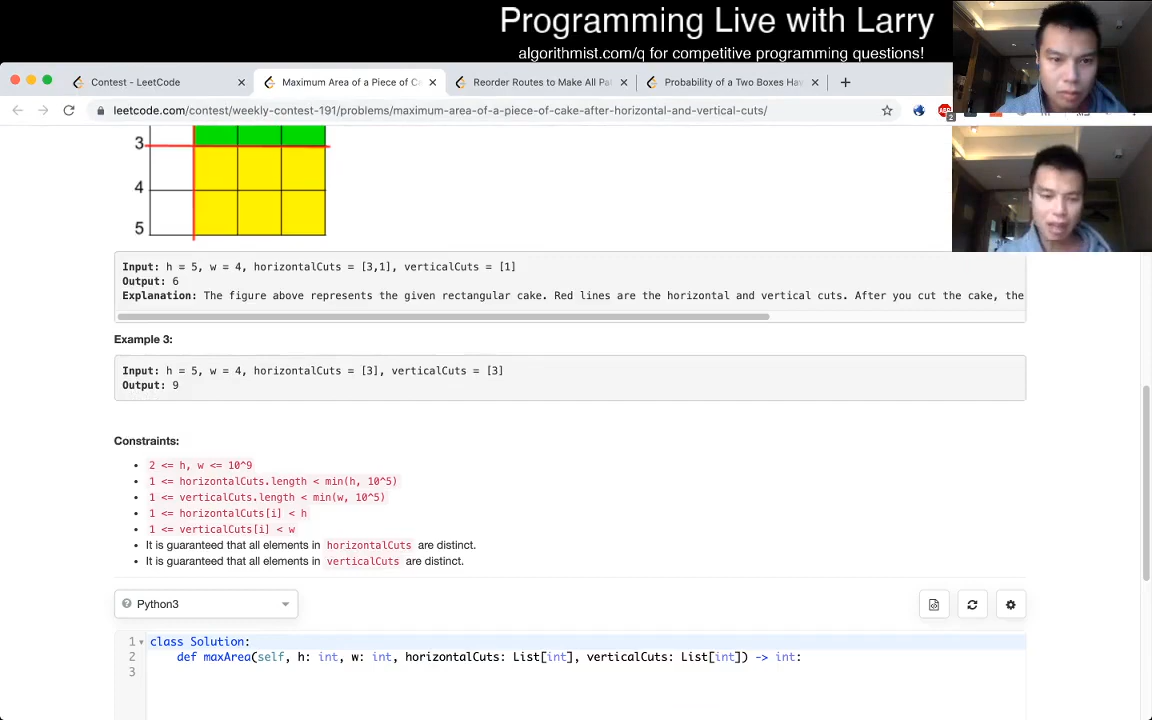 Programming Live with Larry
algorithmist.com/q for competitive programming questions!
Contest - LeetCode
Maximum Area of a Piece of C
Reorder Routes to Make All Pa
Probability of a Two Boxes Hav
leetcode.com/contest/weekly-contest-191/problems/maximum-area-of-a-piece-of-cake-after-horizontal-and-vertical-cuts/
2
3
4
5
Input: h = 5, w = 4, horizontalCuts = [3,1], verticalCuts = [1]
Output: 6
Explanation: The figure above represents the given rectangular cake. Red lines are the horizontal and vertical cuts. After you cut the cake, the
Example 3:
Input: h = 5, w = 4, horizontalCuts = [3], verticalCuts = [3]
Output: 9
Constraints:
2 <= h, w <= 10^9
1 <= horizontalCuts.length < min(h, 10^5)
1 <= verticalCuts.length < min(w, 10^5)
1 <= horizontalCuts[i] < h
1 <= verticalCuts[i] < w
It is guaranteed that all elements in horizontalCuts are distinct.
It is guaranteed that all elements in verticalCuts are distinct.
Python3
1 class Solution:
2 def maxArea(self, h: int, w: int, horizontalCuts: List[int], verticalCuts: List[int]) -> int:
3